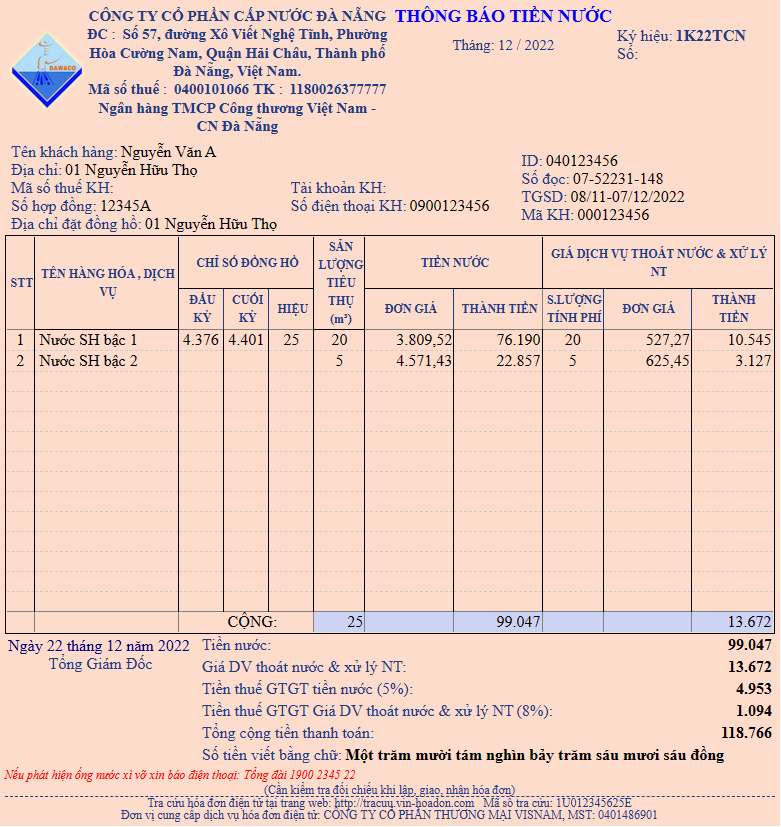 CÔNG TY CỔ PHẦN CẤP NƯỚC ĐÀ NẴNG
ĐC : Số 57, đường Xô Viết Nghệ Tĩnh, Phường
Hòa Cường Nam, Quận Hải Châu, Thành phố
Đà Nẵng, Việt Nam.
Mã số thuế : 0400101066 TK : 1180026377777
Ngân hàng TMCP Công thương Việt Nam -
CN Đà Nẵng
DAWACO
THÔNG BÁO TIỀN NƯỚC
Tháng: 12 / 2022
Ký hiệu: 1K22TCN
Số:
Tên khách hàng: Nguyễn Văn A
Địa chỉ: 01 Nguyễn Hữu Thọ
Mã số thuế KH: Tài khoản KH:
Số hợp đồng: 12345A Số điện thoại KH: 0900123456
Địa chỉ đặt đồng hồ: 01 Nguyễn Hữu Thọ
ID: 040123456
Số đọc: 07-52231-148
TGSD: 08/11-07/12/2022
Mã KH: 000123456
STT
TÊN HÀNG HÓA , DỊCH
VỤ
CHỈ SỐ ĐỒNG HỒ
ĐẦU
KỲ
CUỐI
KỲ
HIỆU
SẢN
LƯỢNG
TIÊU
THỤ
(m³)
TIỀN NƯỚC
ĐƠN GIÁ THÀNH TIỀN
GIÁ DỊCH VỤ THOÁT NƯỚC & XỬ LÝ
NT
S.LƯỢNG
TÍNH PHÍ
ĐƠN GIÁ
THÀNH
TIỀN
1 Nước SH bậc 1 4.376 4.401 25 20 3.809,52 76.190 20 527,27 10.545
2 Nước SH bậc 2 5 4.571,43 22.857 5 625,45 3.127
CỘNG: 25 99.047 13.672
Ngày 22 tháng 12 năm 2022
Tổng Giám Đốc
Tiền nước: 99.047
Giá DV thoát nước & xử lý NT: 13.672
Tiền thuế GTGT tiền nước (5%): 4.953
Tiền thuế GTGT Giá DV thoát nước & xử lý NT (8%): 1.094
Tổng cộng tiền thanh toán: 118.766
Số tiền viết bằng chữ: Một trăm mười tám nghìn bảy trăm sáu mươi sáu đồng
Nếu phát hiện ống nước xì vỡ xin báo điện thoại: Tổng đài 1900 2345 22
(Cần kiểm tra đối chiếu khi lập, giao, nhận hóa đơn)
Tra cứu hóa đơn điện tử tại trang web: http://tracuu.vin-hoadon.com Mã số tra cứu: 1U012345625E
Đơn vị cung cấp dịch vụ hóa đơn điện tử: CÔNG TY CỔ PHẦN THƯƠNG MẠI VISNAM, MST: 0401486901